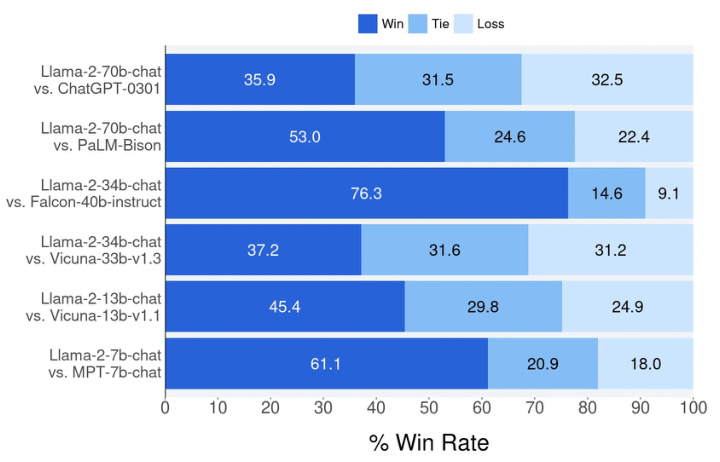 Win Tie Loss
Llama-2-70b-chat
vs. ChatGPT-0301
35.9 31.5 32.5
Llama-2-70b-chat
vs. PaLM-Bison
53.0 24.6 22.4
Llama-2-34b-chat
vs. Falcon-40b-instruct
76.3 14.6 9.1
Llama-2-34b-chat
vs. Vicuna-33b-v1.3
37.2 31.6 31.2
Llama-2-13b-chat
vs. Vicuna-13b-v1.1
45.4 29.8 24.9
Llama-2-7b-chat
vs. MPT-7b-chat
61.1 20.9 18.0
0 10 20 30 40 50 60 70 80 90 100
% Win Rate